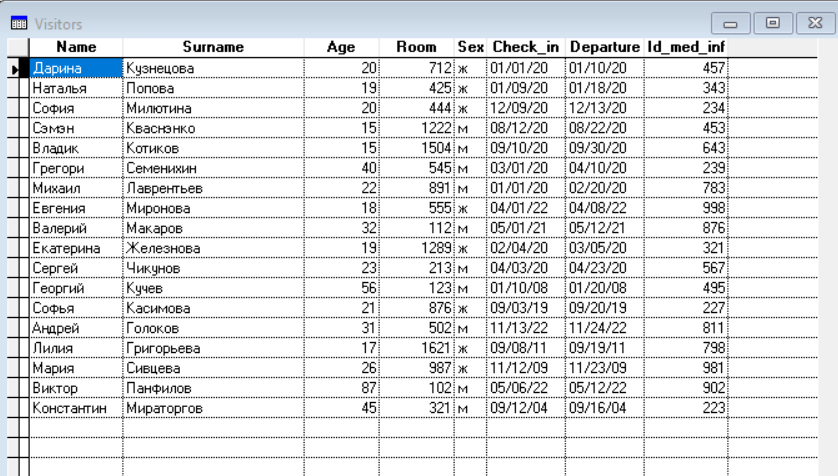 Visitors
Name Surname Age Room Sex Check_in Departure Id_med_inf
Дарина Кузнецова 20 712 ж 01/01/20 01/10/20 457
Наталья Попова 19 425 ж 01/09/20 01/18/20 343
София Милютина 20 444 ж 12/09/20 12/13/20 234
Сэмэн Кваснэнко 15 1222 м 08/12/20 08/22/20 453
Владик Котиков 15 1504 м 09/10/20 09/30/20 643
Грегори Семенихин 40 545 м 03/01/20 04/10/20 239
Михаил Лаврентьев 22 891 м 01/01/20 02/20/20 783
Евгения Миронова 18 555 ж 04/01/22 04/08/22 998
Валерий Макаров 32 112 м 05/01/21 05/12/21 876
Екатерина Железнова 19 1289 ж 02/04/20 03/05/20 321
Сергей Чикунов 23 213 м 04/03/20 04/23/20 567
Георгий Кучев 56 123 м 01/10/08 01/20/08 495
Софья Касимова 21 876 ж 09/03/19 09/20/19 227
Андрей Голоков 31 502 м 11/13/22 11/24/22 811
Лилия Григорьева 17 1621 ж 09/08/11 09/19/11 798
Мария Сивцева 26 987 ж 11/12/09 11/23/09 981
Виктор Панфилов 87 102 м 05/06/22 05/12/22 902
Константин Мираторгов 45 321 м 09/12/04 09/16/04 223